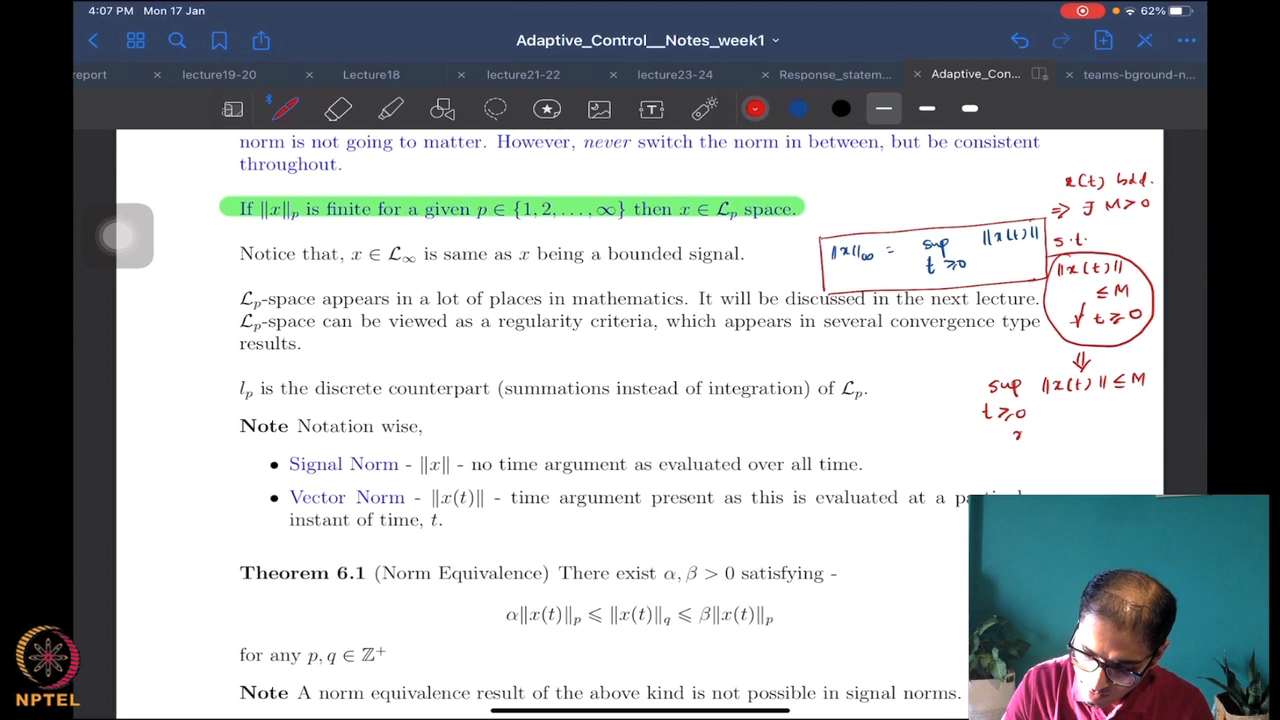 4:07 PM Mon 17 Jan
62%
Adaptive_Control__Notes_week1
report
lecture19-20
Lecture18
lecture21-22
lecture23-24
Response_statem...
Adaptive_Con...
teams-bground-n...
norm is not going to matter. However, never switch the norm in between, but be consistent
throughout.
If ‖x‖ₚ is finite for a given p ∈ {1, 2, . . . , ∞} then x ∈ ℒₚ space.
Notice that, x ∈ ℒ∞ is same as x being a bounded signal.
‖x‖∞ = sup ‖x(t)‖
t ≥0
x(t) bdd.
⇒ ∃ M > 0
s.t.
‖x(t)‖
≤ M
∀ t ≥ 0
⇓
sup ‖x(t)‖ ≤ M
t ≥0
ℒₚ-space appears in a lot of places in mathematics. It will be discussed in the next lecture.
ℒₚ-space can be viewed as a regularity criteria, which appears in several convergence type
results.
lₚ is the discrete counterpart (summations instead of integration) of ℒₚ.
Note Notation wise,
• Signal Norm - ‖x‖ - no time argument as evaluated over all time.
• Vector Norm - ‖x(t)‖ - time argument present as this is evaluated at a
instant of time, t.
Theorem 6.1 (Norm Equivalence) There exist α, β > 0 satisfying -
α‖x(t)‖ₚ ⩽ ‖x(t)‖_q ⩽ β‖x(t)‖ₚ
for any p, q ∈ ℤ⁺
Note A norm equivalence result of the above kind is not possible in signal norms.
NPTEL